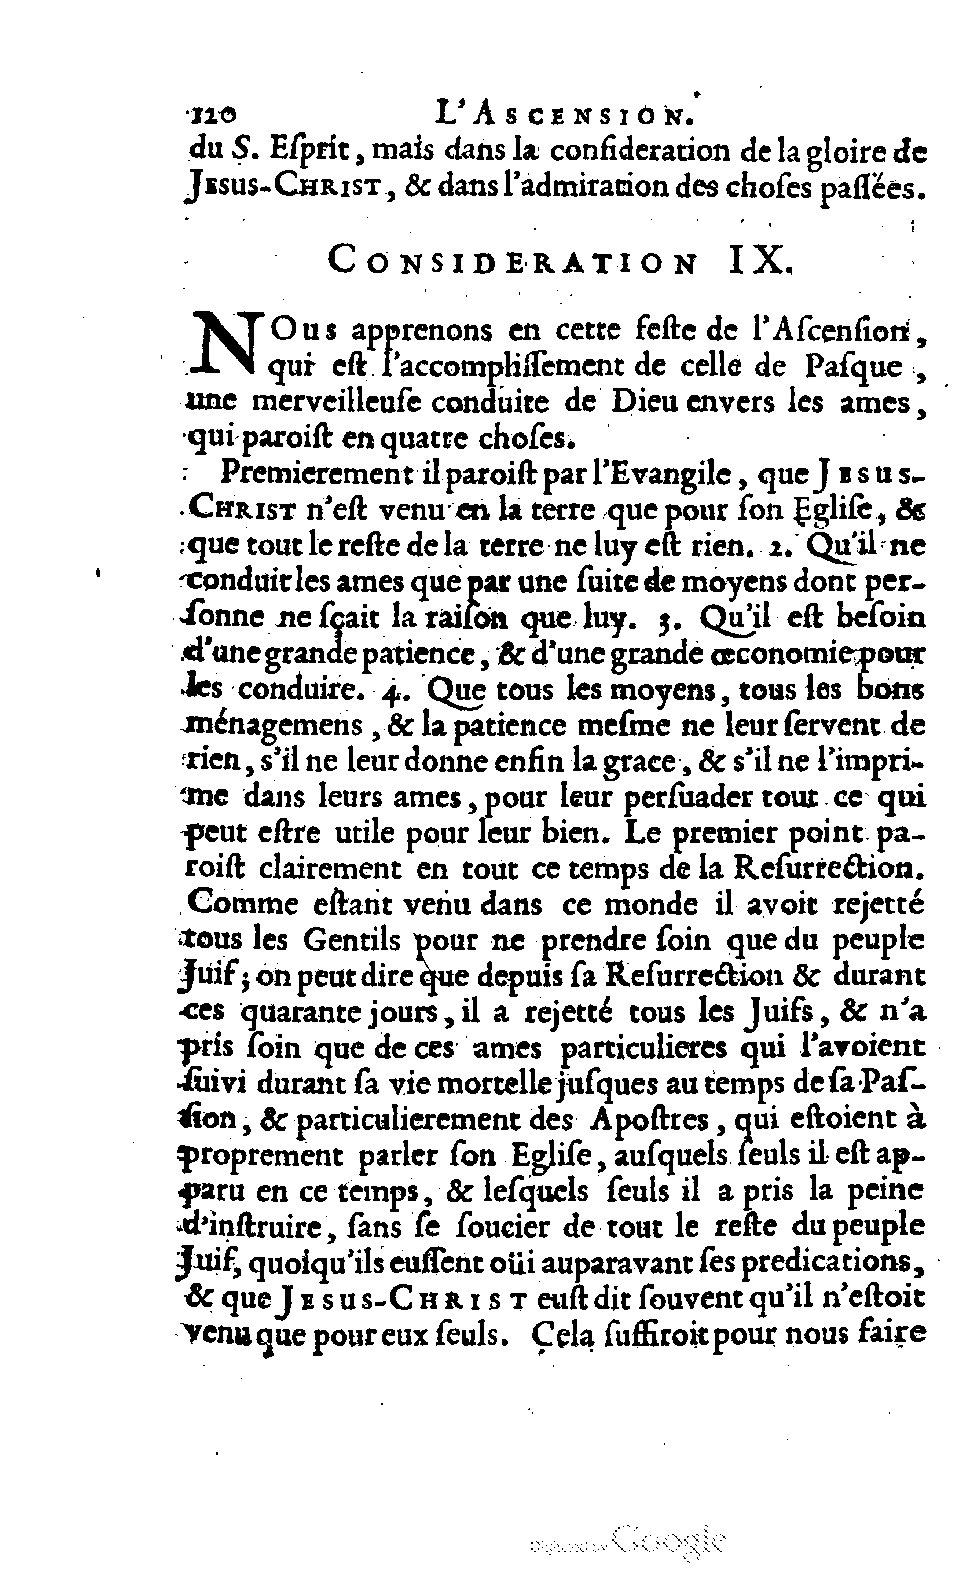 120 L'ASCENSION.
du S. Eſprit, mais dans la conſideration de la gloire de
JESUS-CHRIST, & dans l'admiration des choſes paſſées.
CONSIDERATION IX.
NOus apprenons en cette feſte de l'Aſcenſion,
qui eſt l'accompliſſement de celle de Paſque,
une merveilleuſe conduite de Dieu envers les ames,
qui paroiſt en quatre choſes.
Premierement il paroiſt par l'Evangile, que JESUS-
CHRIST n'eſt venu en la terre que pour ſon Egliſe, &
que tout le reſte de la terre ne luy eſt rien. 2. Qu'il ne
conduit les ames que par une ſuite de moyens dont per-
ſonne ne ſçait la raiſon que luy. 3. Qu'il eſt beſoin
d'une grande patience, & d'une grande œconomie pour
les conduire. 4. Que tous les moyens, tous les bons
ménagemens, & la patience meſme ne leur ſervent de
rien, s'il ne leur donne enfin la grace, & s'il ne l'impri-
me dans leurs ames, pour leur perſuader tout ce qui
peut eſtre utile pour leur bien. Le premier point pa-
roiſt clairement en tout ce temps de la Reſurrection.
Comme eſtant venu dans ce monde il avoit rejetté
tous les Gentils pour ne prendre ſoin que du peuple
Juif; on peut dire que depuis ſa Reſurrection & durant
ces quarante jours, il a rejetté tous les Juifs, & n'a
pris ſoin que de ces ames particulieres qui l'avoient
ſuivi durant ſa vie mortelle juſques au temps de ſa Paſ-
ſion, & particulierement des Apoſtres, qui eſtoient à
proprement parler ſon Egliſe, auſquels ſeuls il eſt ap-
paru en ce temps, & leſquels ſeuls il a pris la peine
d'inſtruire, ſans ſe ſoucier de tout le reſte du peuple
Juif, quoiqu'ils euſſent oüi auparavant ſes predications,
& que JESUS-CHRIST euſt dit ſouvent qu'il n'eſtoit
venu que pour eux ſeuls. Cela ſuffiroit pour nous faire
Google